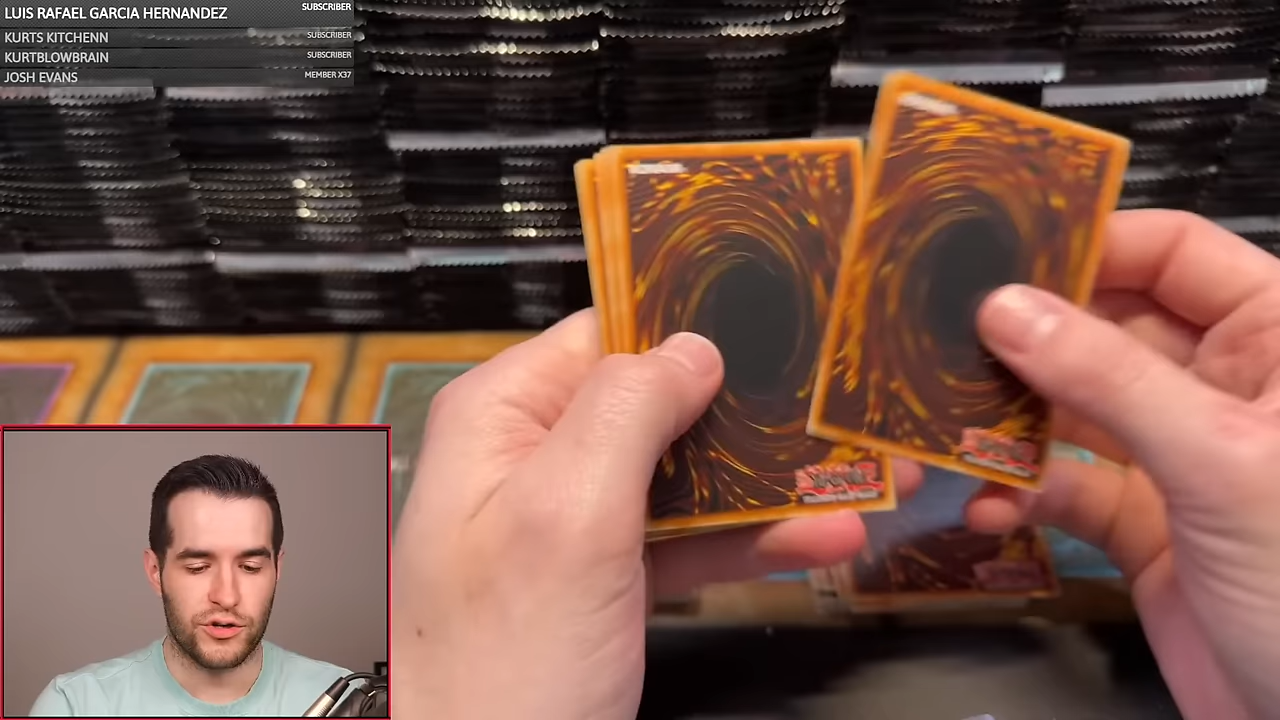 LUIS RAFAEL GARCIA HERNANDEZ SUBSCRIBER
KURTS KITCHENN SUBSCRIBER
KURTBLOWBRAIN SUBSCRIBER
JOSH EVANS MEMBER X37